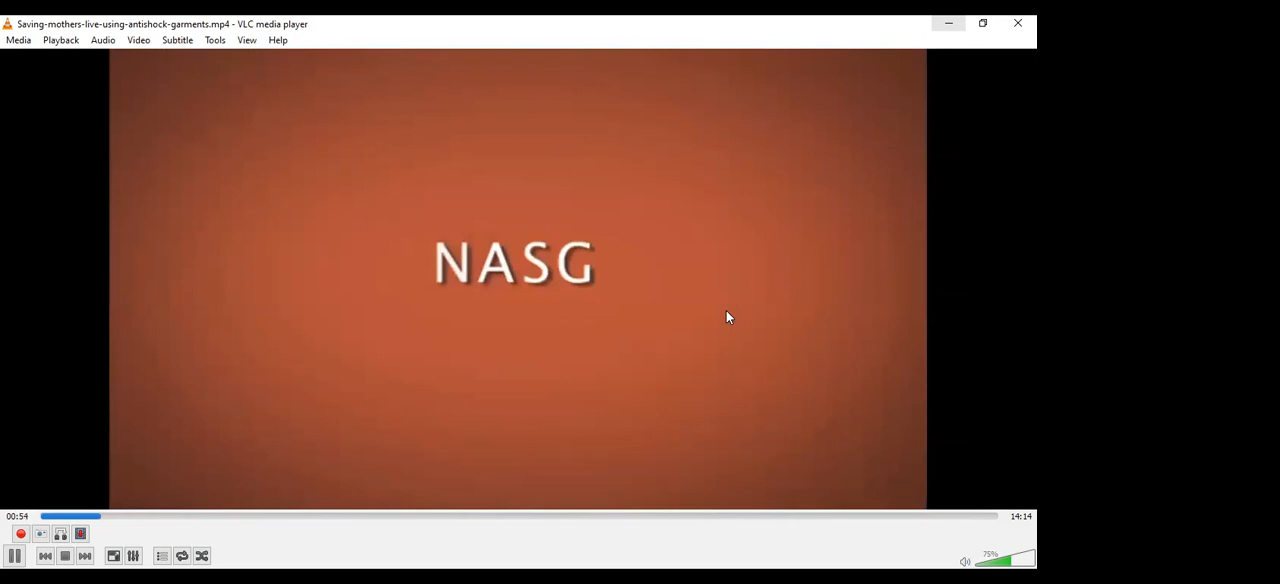 Saving-mothers-live-using-antishock-garments.mp4 - VLC media player
Media Playback Audio Video Subtitle Tools View Help
NASG
00:54 14:14
75%